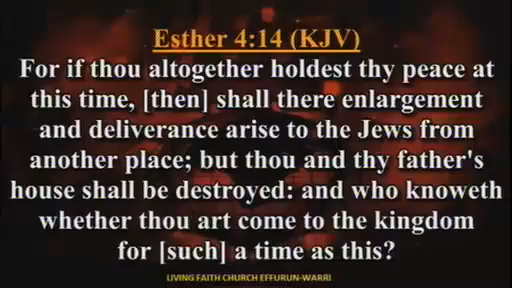 Esther 4:14 (KJV)
For if thou altogether holdest thy peace at
this time, [then] shall there enlargement
and deliverance arise to the Jews from
another place; but thou and thy father's
house shall be destroyed: and who knoweth
whether thou art come to the kingdom
for [such] a time as this?
LIVING FAITH CHURCH EFFURUN-WARRI